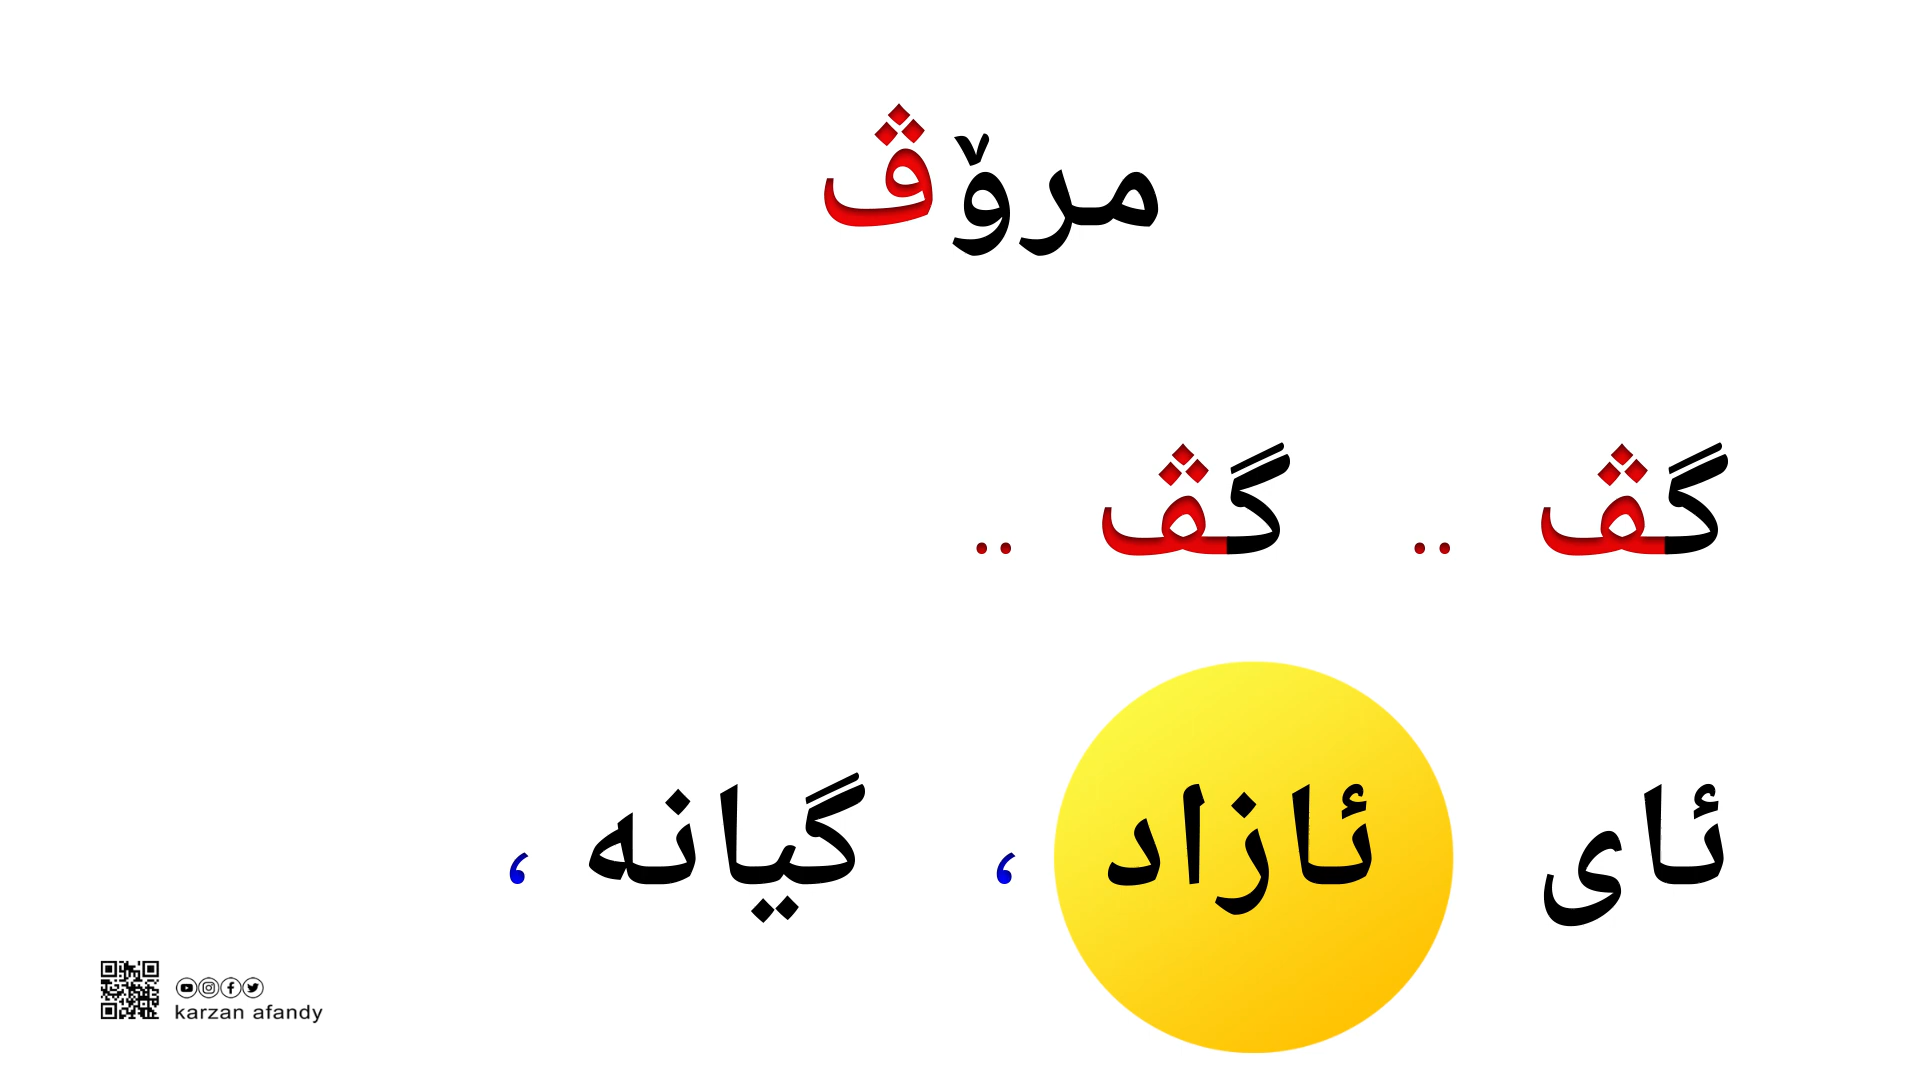 مرۆڤ
گڤ .. گڤ ..
ئای ئازاد ، گیانە ،
karzan afandy